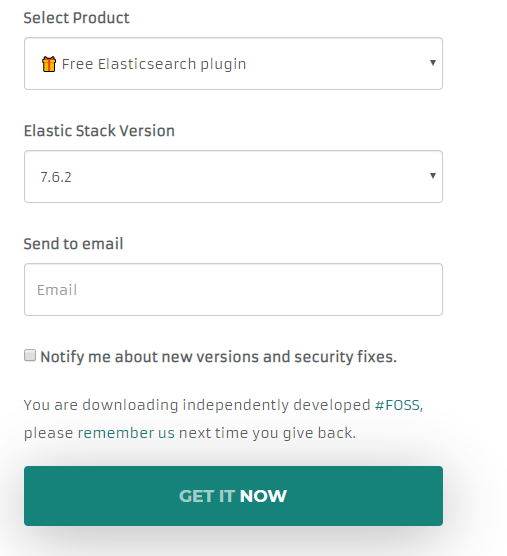 Select Product
Free Elasticsearch plugin
Elastic Stack Version
7.6.2
Send to email
Email
Notify me about new versions and security fixes.
You are downloading independently developed #FOSS,
please remember us next time you give back.
GET IT NOW